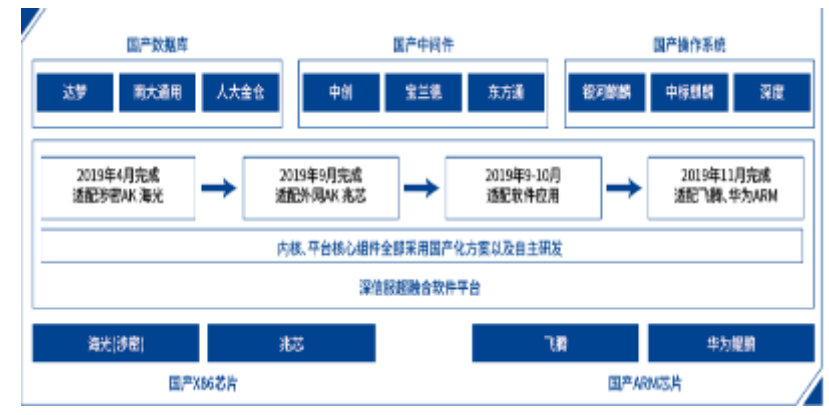 国产数据库 国产中间件 国产操作系统
达梦 南大通用 人大金仓 中创 宝兰德 东方通 银河麒麟 中标麒麟 深度
2019年4月完成
适配涉密AK 海光
2019年9月完成
适配外网AK 兆芯
2019年9-10月
适配软件应用
2019年11月完成
适配飞腾、华为ARM
内核、平台核心组件全部采用国产化方案以及自主研发
深信服超融合软件平台
海光[涉密] 兆芯 飞腾 华为鲲鹏
国产X86芯片 国产ARM芯片